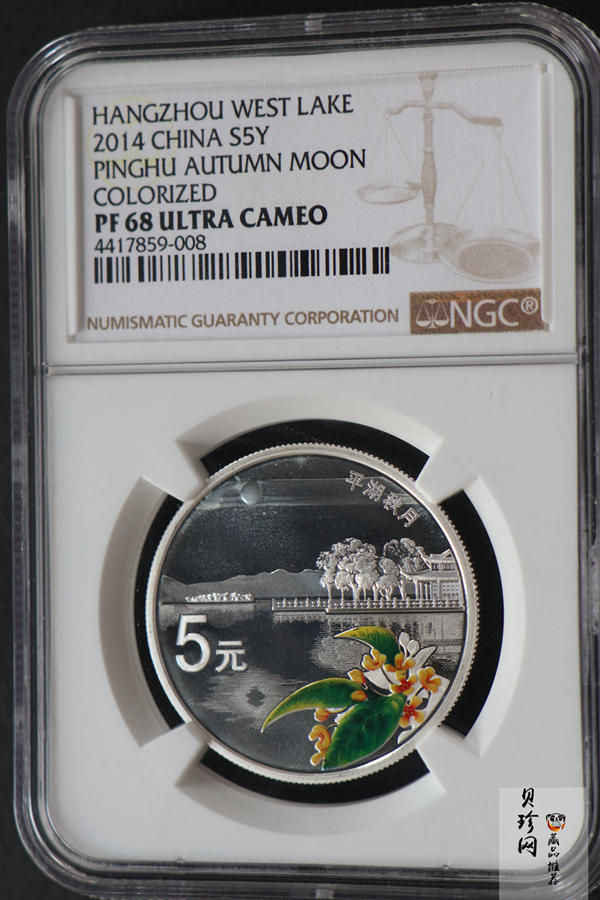 HANGZHOU WEST LAKE
2014 CHINA S5Y
PINGHU AUTUMN MOON
COLORIZED
PF 68 ULTRA CAMEO
4417859-008
NUMISMATIC GUARANTY CORPORATION
NGC®
平湖秋月
5元
贝珍网
藏品推荐